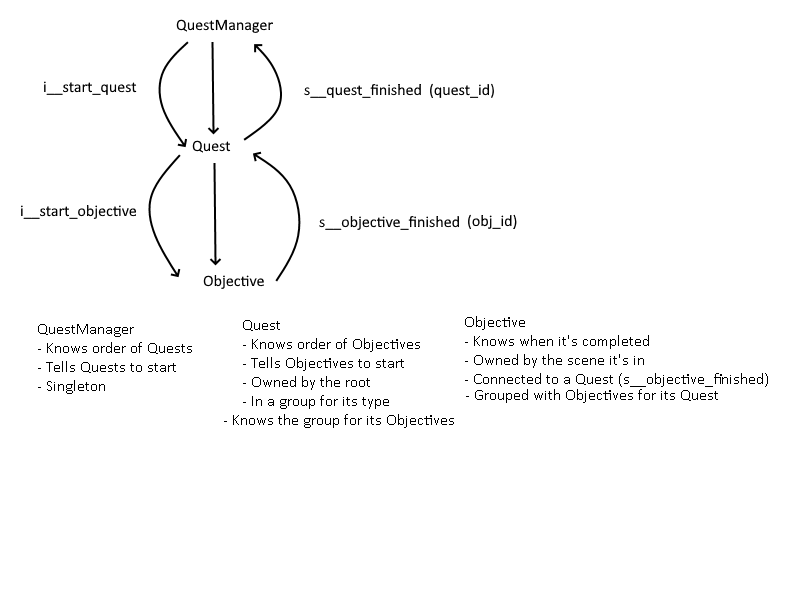 QuestManager
i__start_quest
s__quest_finished (quest_id)
Quest
i__start_objective
s__objective_finished (obj_id)
Objective
QuestManager
- Knows order of Quests
- Tells Quests to start
- Singleton
Quest
- Knows order of Objectives
- Tells Objectives to start
- Owned by the root
- In a group for its type
- Knows the group for its Objectives
Objective
- Knows when it's completed
- Owned by the scene it's in
- Connected to a Quest (s__objective_finished)
- Grouped with Objectives for its Quest